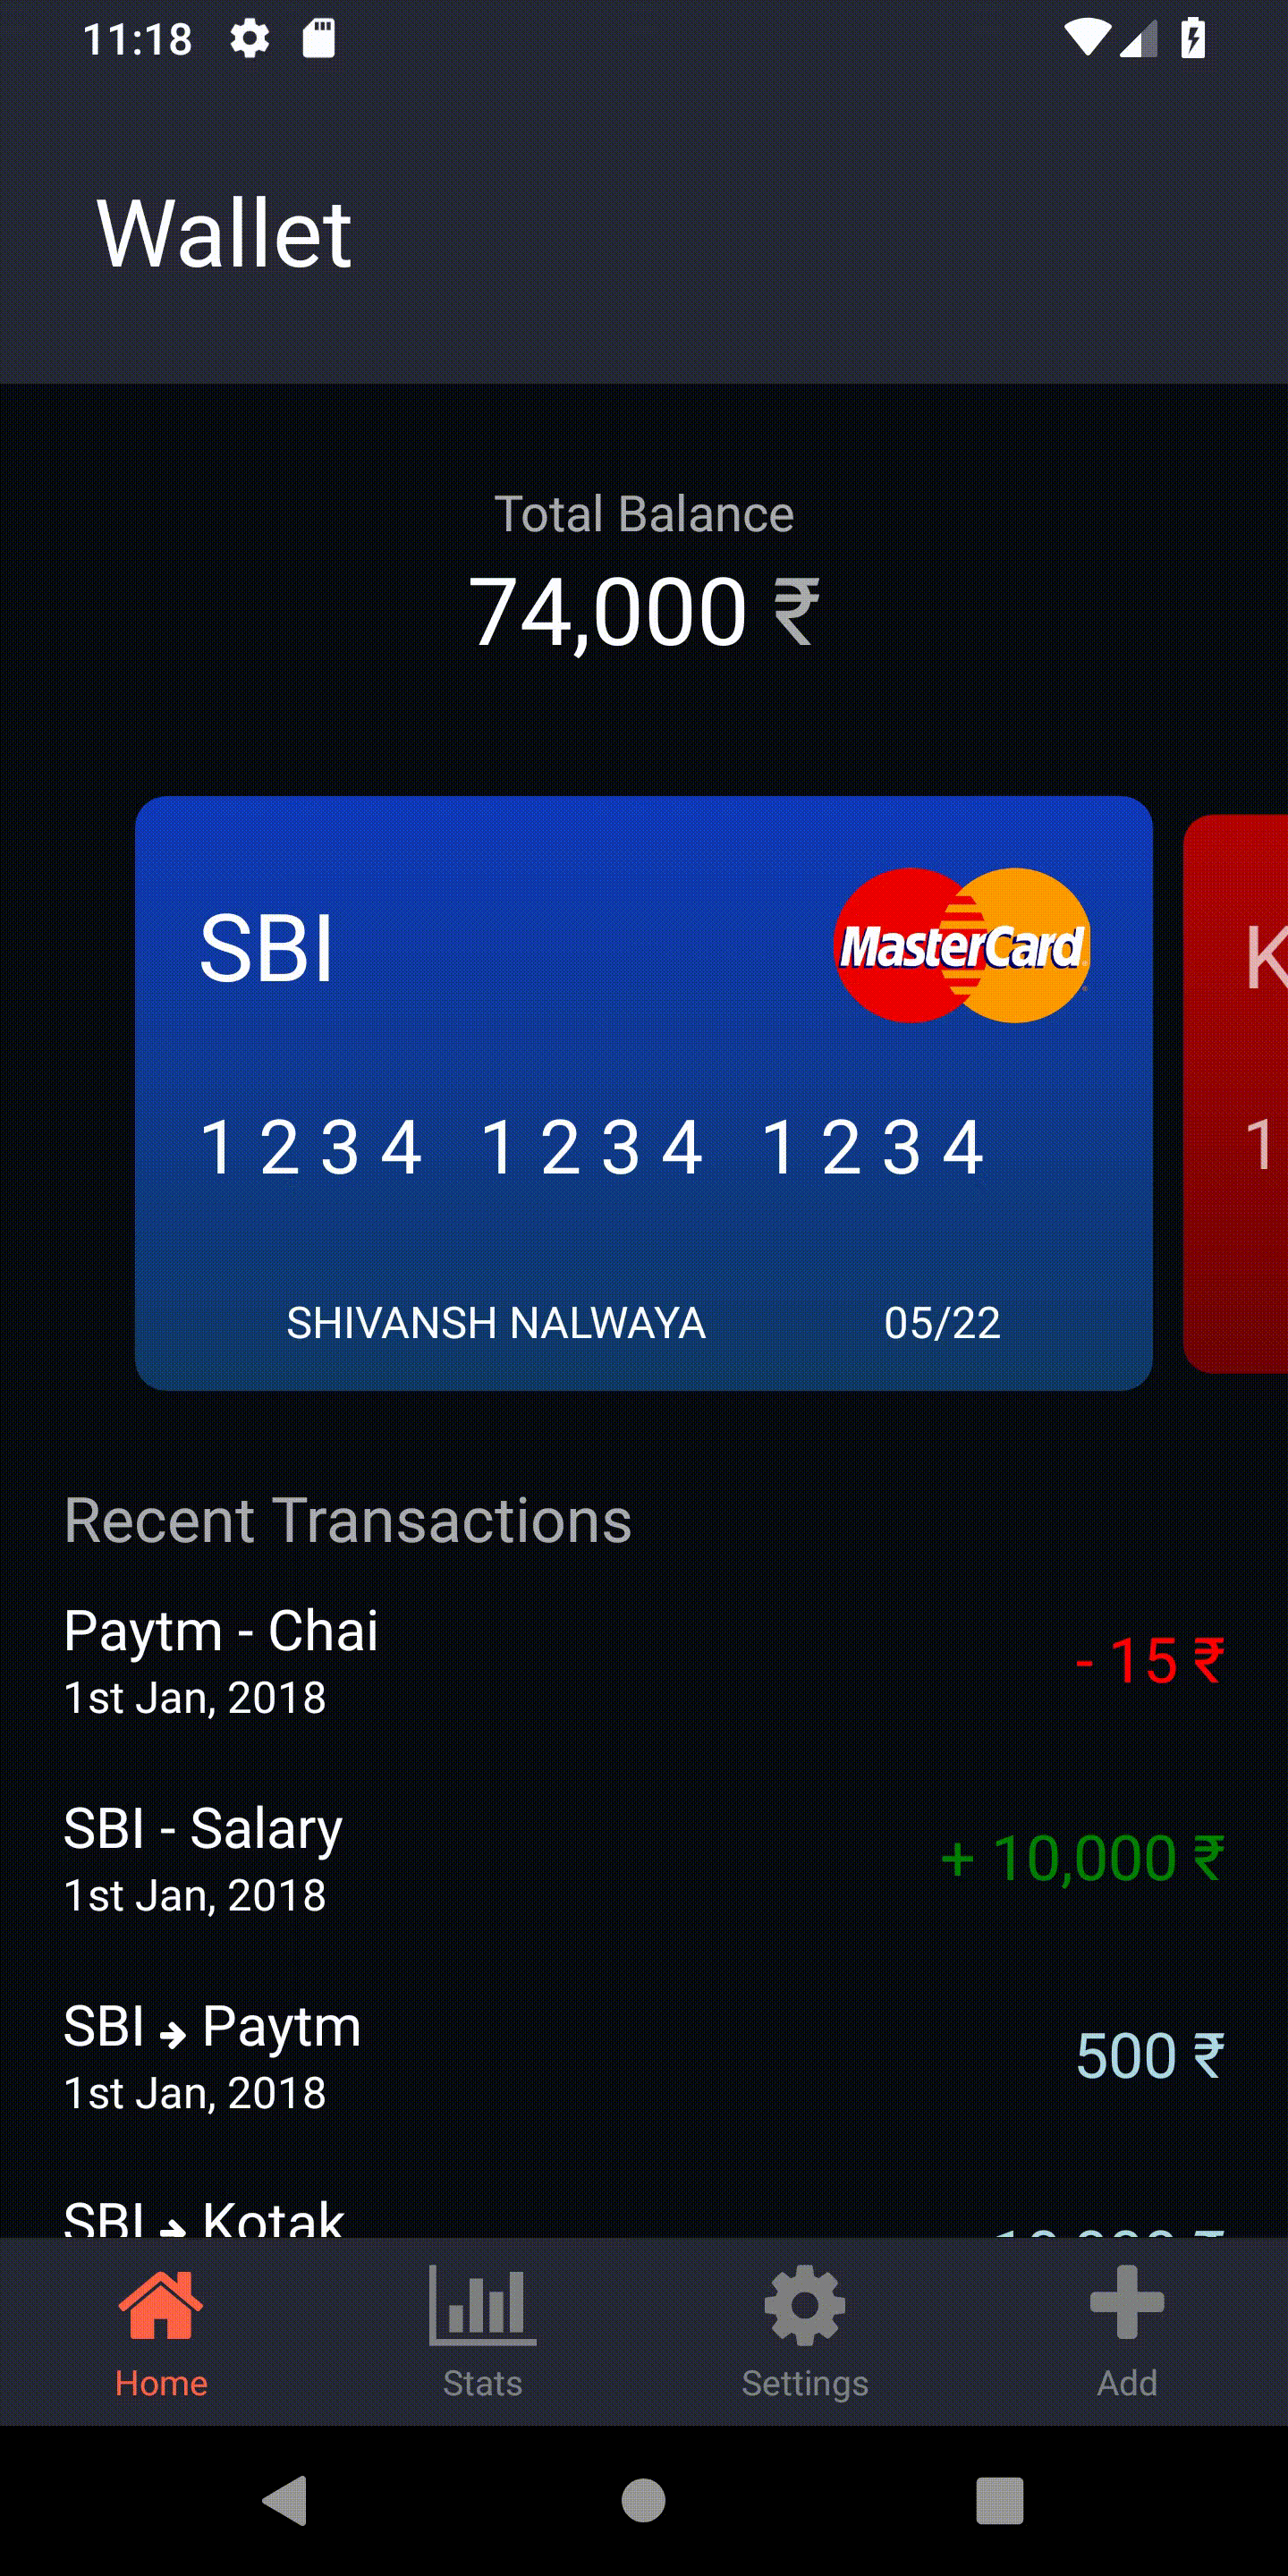 11:18
Wallet
Total Balance
74,000 ₹
SBI
MasterCard
K
1234 1234 1234
1
SHIVANSH NALWAYA 05/22
Recent Transactions
Paytm - Chai
- 15 ₹
1st Jan, 2018
SBI - Salary
+ 10,000 ₹
1st Jan, 2018
SBI → Paytm
500 ₹
1st Jan, 2018
SBI → Kotak
Home Stats Settings Add